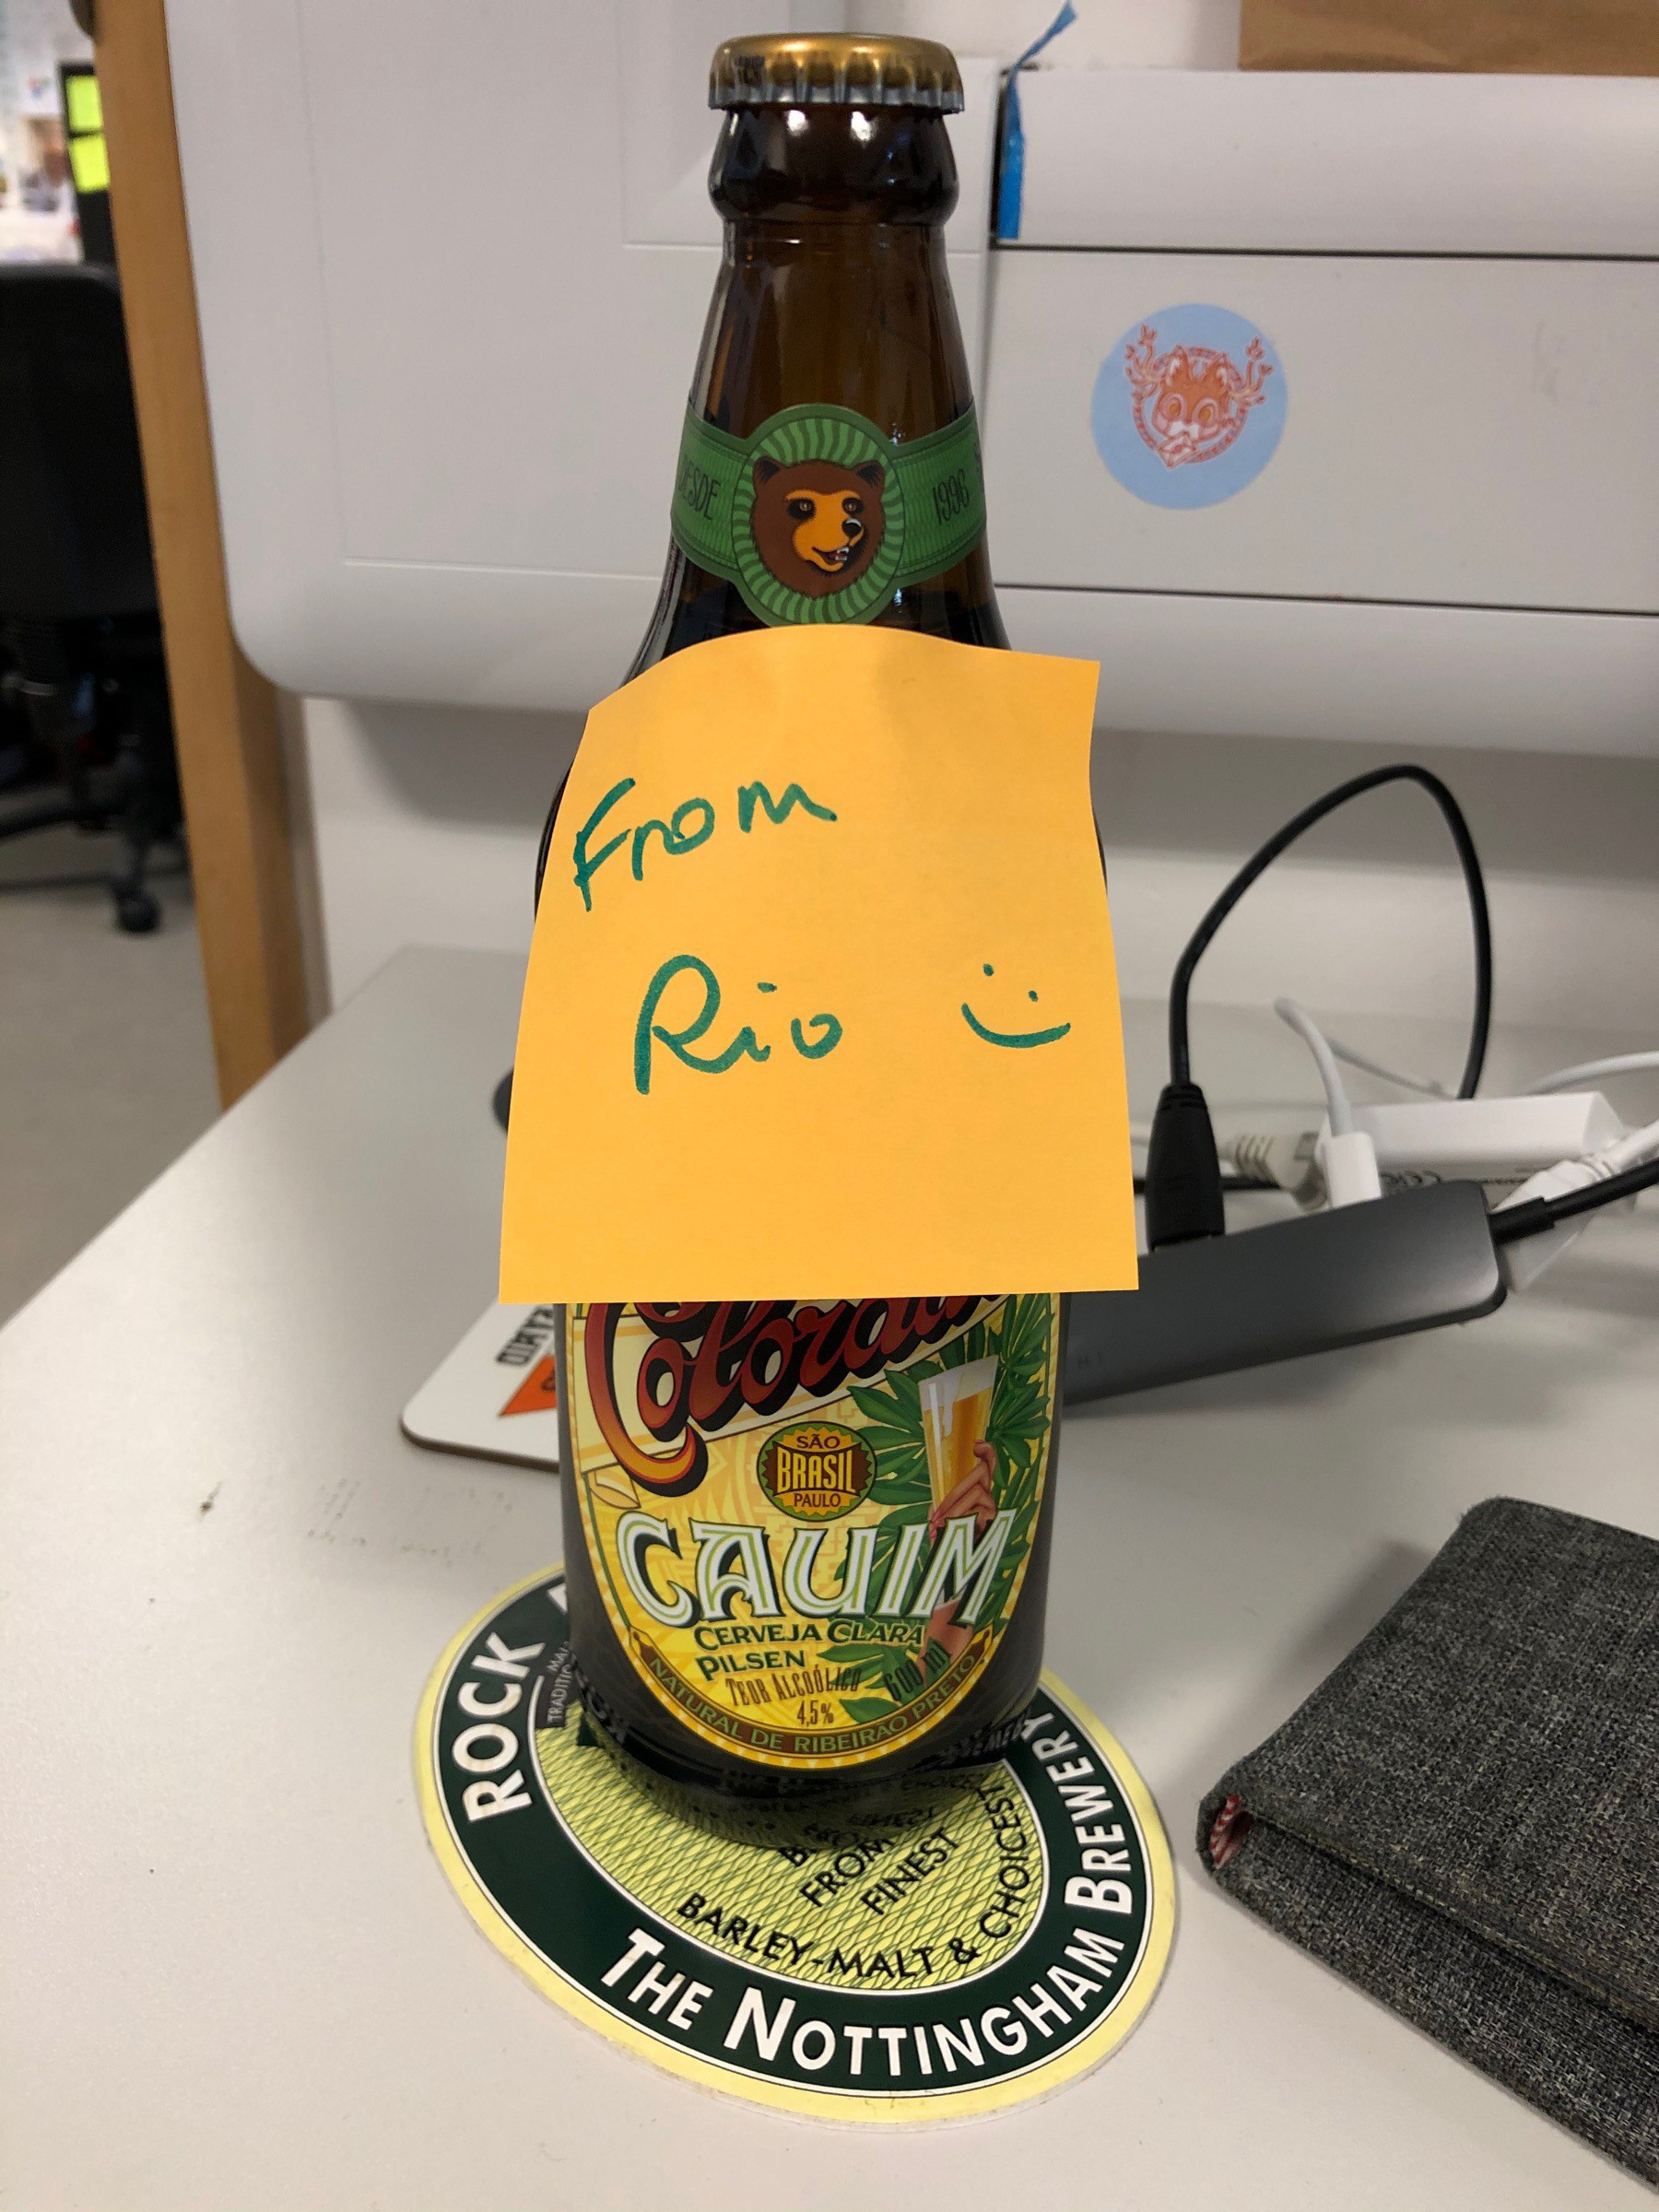 DESDE
1996
From
Rio :)
Colorado
SÃO
BRASIL
PAULO
CAUIM
CERVEJA CLARA
PILSEN
TEOR ALCOÓLICO
4,5%
600 ml
NATURAL DE RIBEIRÃO PRETO
ROCK
THE NOTTINGHAM BREWERY
FROM
FINEST
BARLEY-MALT & CHOICEST